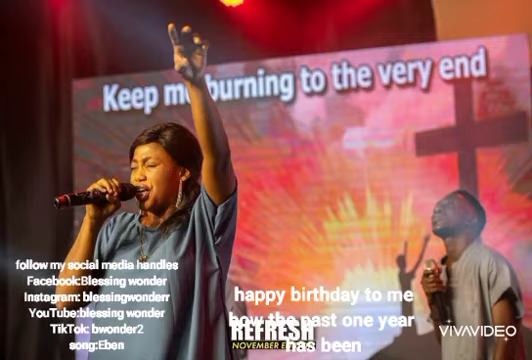 Keep me burning to the very end
follow my social media handles
Facebook:Blessing wonder
Instagram: blessingwonderr
YouTube:blessing wonder
TikTok: bwonder2
song:Eben
happy birthday to me
how the past one year
has been
REFRESH
NOVEMBER
VIVAVIDEO